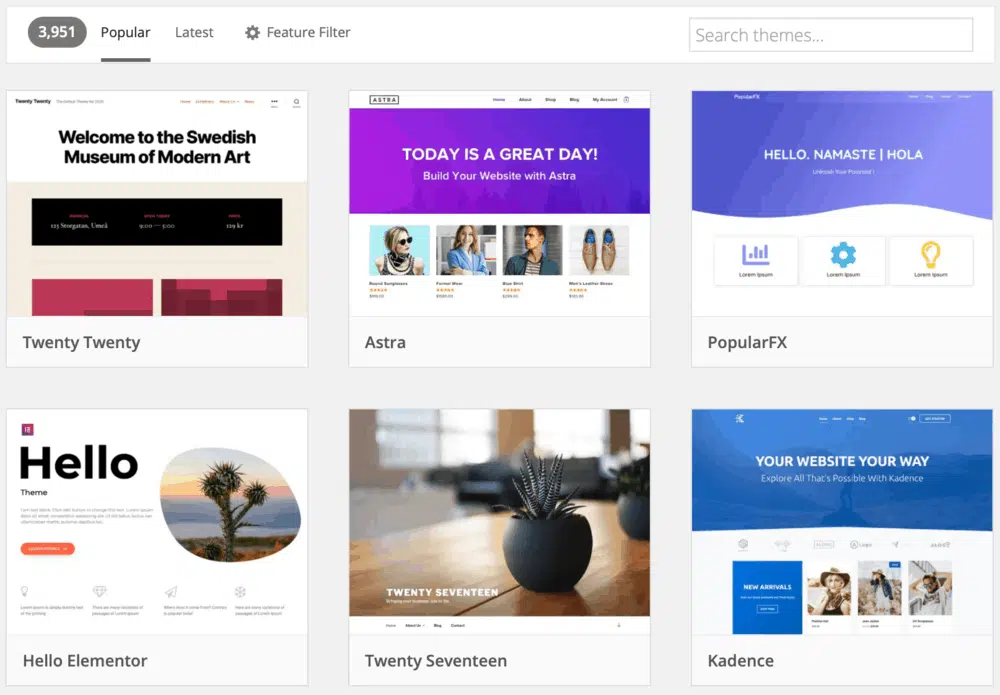 3,951 Popular Latest Feature Filter Search themes...
Twenty Twenty The Default Theme for 2020
Welcome to the Swedish
Museum of Modern Art
123 Storgatan, Umeå 9:00 — 5:00 129 kr
Twenty Twenty
ASTRA Home About Shop Blog My Account
TODAY IS A GREAT DAY!
Build Your Website with Astra
Round Sunglasses Formal Wear Blue Shirt Men's Leather Shoes
Astra
PopularFX
HELLO. NAMASTE | HOLA
Unleash Your Potential !
Lorem Ipsum Lorem Ipsum Lorem Ipsum
PopularFX
Hello
Theme
Hello Elementor
TWENTY SEVENTEEN
Home About Us Blog Contact
Twenty Seventeen
YOUR WEBSITE YOUR WAY
Explore All That's Possible With Kadence
NEW ARRIVALS
Kadence